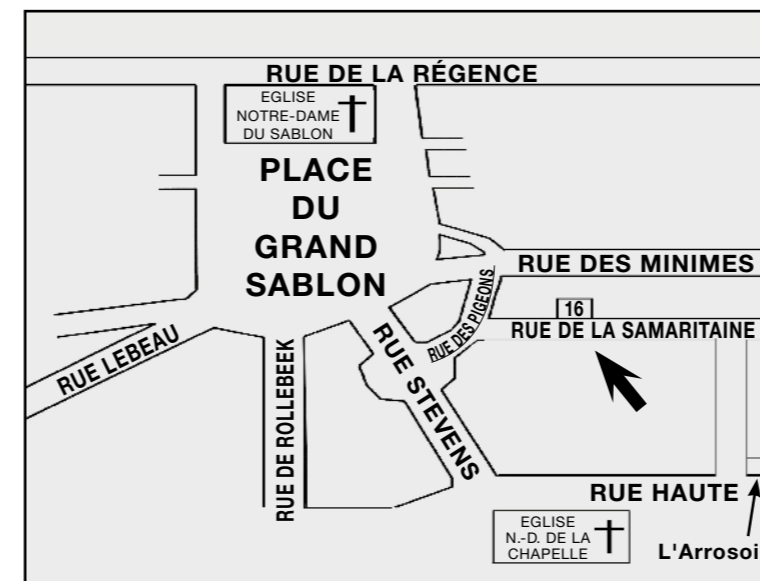 RUE DE LA RÉGENCE
EGLISE
NOTRE-DAME
DU SABLON
PLACE
DU
GRAND
SABLON
RUE DES MINIMES
RUE DES PIGEONS
16
RUE DE LA SAMARITAINE
RUE LEBEAU
RUE DE ROLLEBEEK
RUE STEVENS
RUE HAUTE
EGLISE
N.-D. DE LA
CHAPELLE
L'Arrosoi